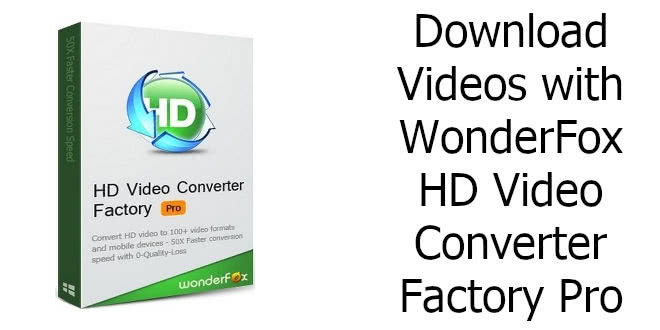 50X Faster Conversion Speed
HD
HD Video Converter
Factory Pro
Convert HD video to 100+ video formats
and mobile devices - 50X Faster conversion
speed with 0-Quality-Loss
wonderfox
Download
Videos with
WonderFox
HD Video
Converter
Factory Pro